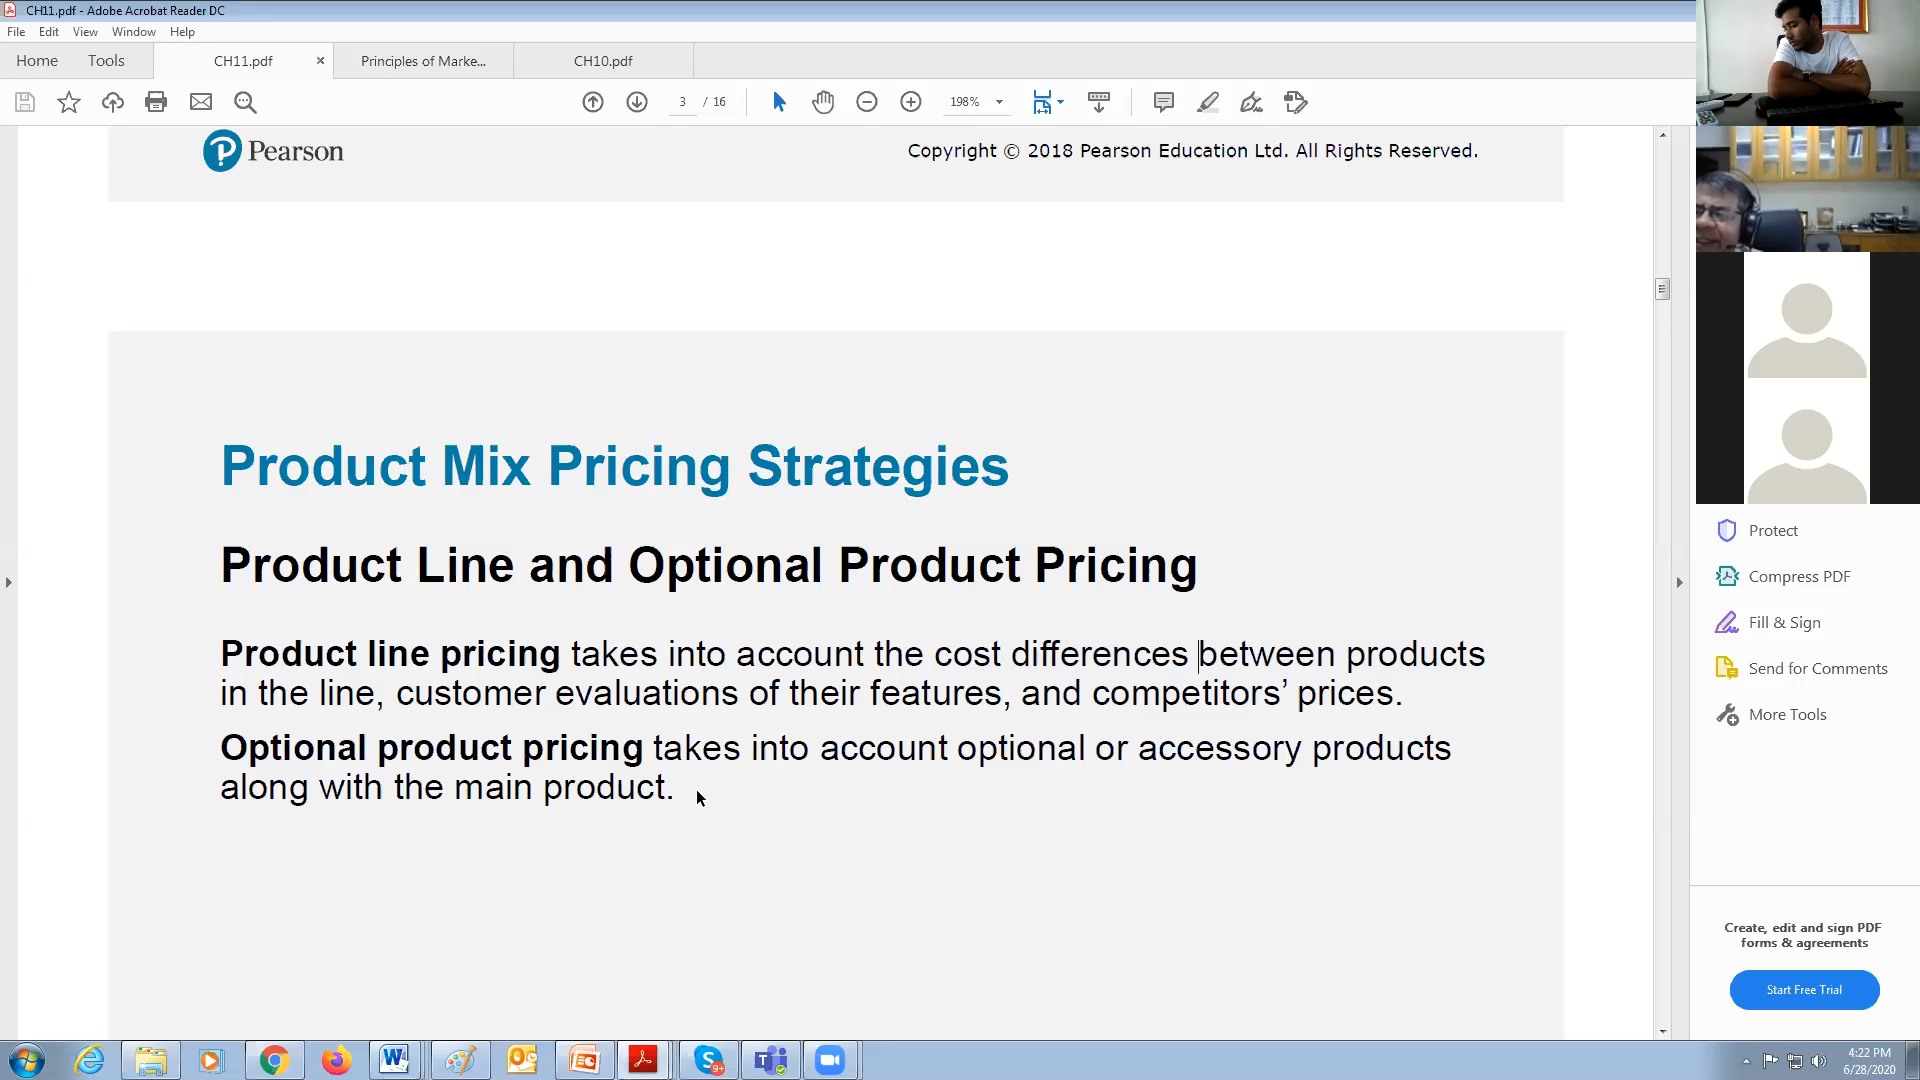 CH11.pdf - Adobe Acrobat Reader DC
File Edit View Window Help
Home Tools CH11.pdf × Principles of Marke... CH10.pdf
3 / 16 198%
Pearson Copyright © 2018 Pearson Education Ltd. All Rights Reserved.
Product Mix Pricing Strategies
Product Line and Optional Product Pricing
Product line pricing takes into account the cost differences between products
in the line, customer evaluations of their features, and competitors’ prices.
Optional product pricing takes into account optional or accessory products
along with the main product.
Protect
Compress PDF
Fill & Sign
Send for Comments
More Tools
Create, edit and sign PDF
forms & agreements
Start Free Trial
9+
4:22 PM
6/28/2020